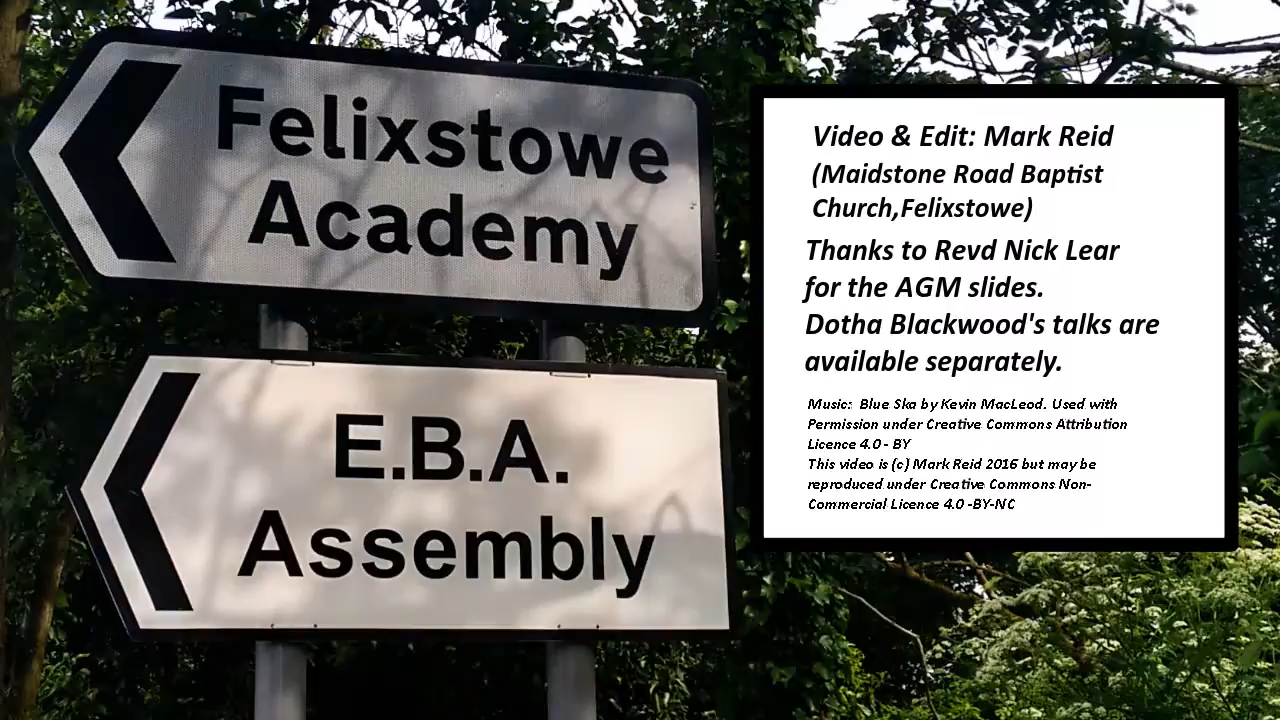 Felixstowe
Academy
E.B.A.
Assembly
Video & Edit: Mark Reid
(Maidstone Road Baptist
Church,Felixstowe)
Thanks to Revd Nick Lear
for the AGM slides.
Dotha Blackwood's talks are
available separately.
Music:  Blue Ska by Kevin MacLeod. Used with
Permission under Creative Commons Attribution
Licence 4.0 - BY
This video is (c) Mark Reid 2016 but may be
reproduced under Creative Commons Non-
Commercial Licence 4.0 -BY-NC